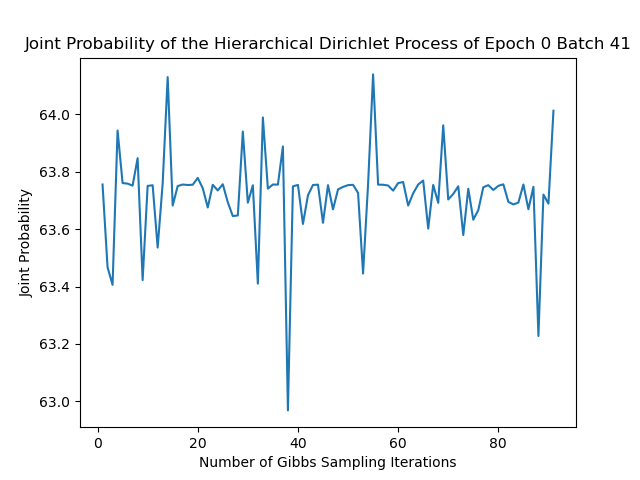 Joint Probability of the Hierarchical Dirichlet Process of Epoch 0 Batch 41
64.0
63.8
63.6
63.4
63.2
63.0
Joint Probability
0 20 40 60 80
Number of Gibbs Sampling Iterations